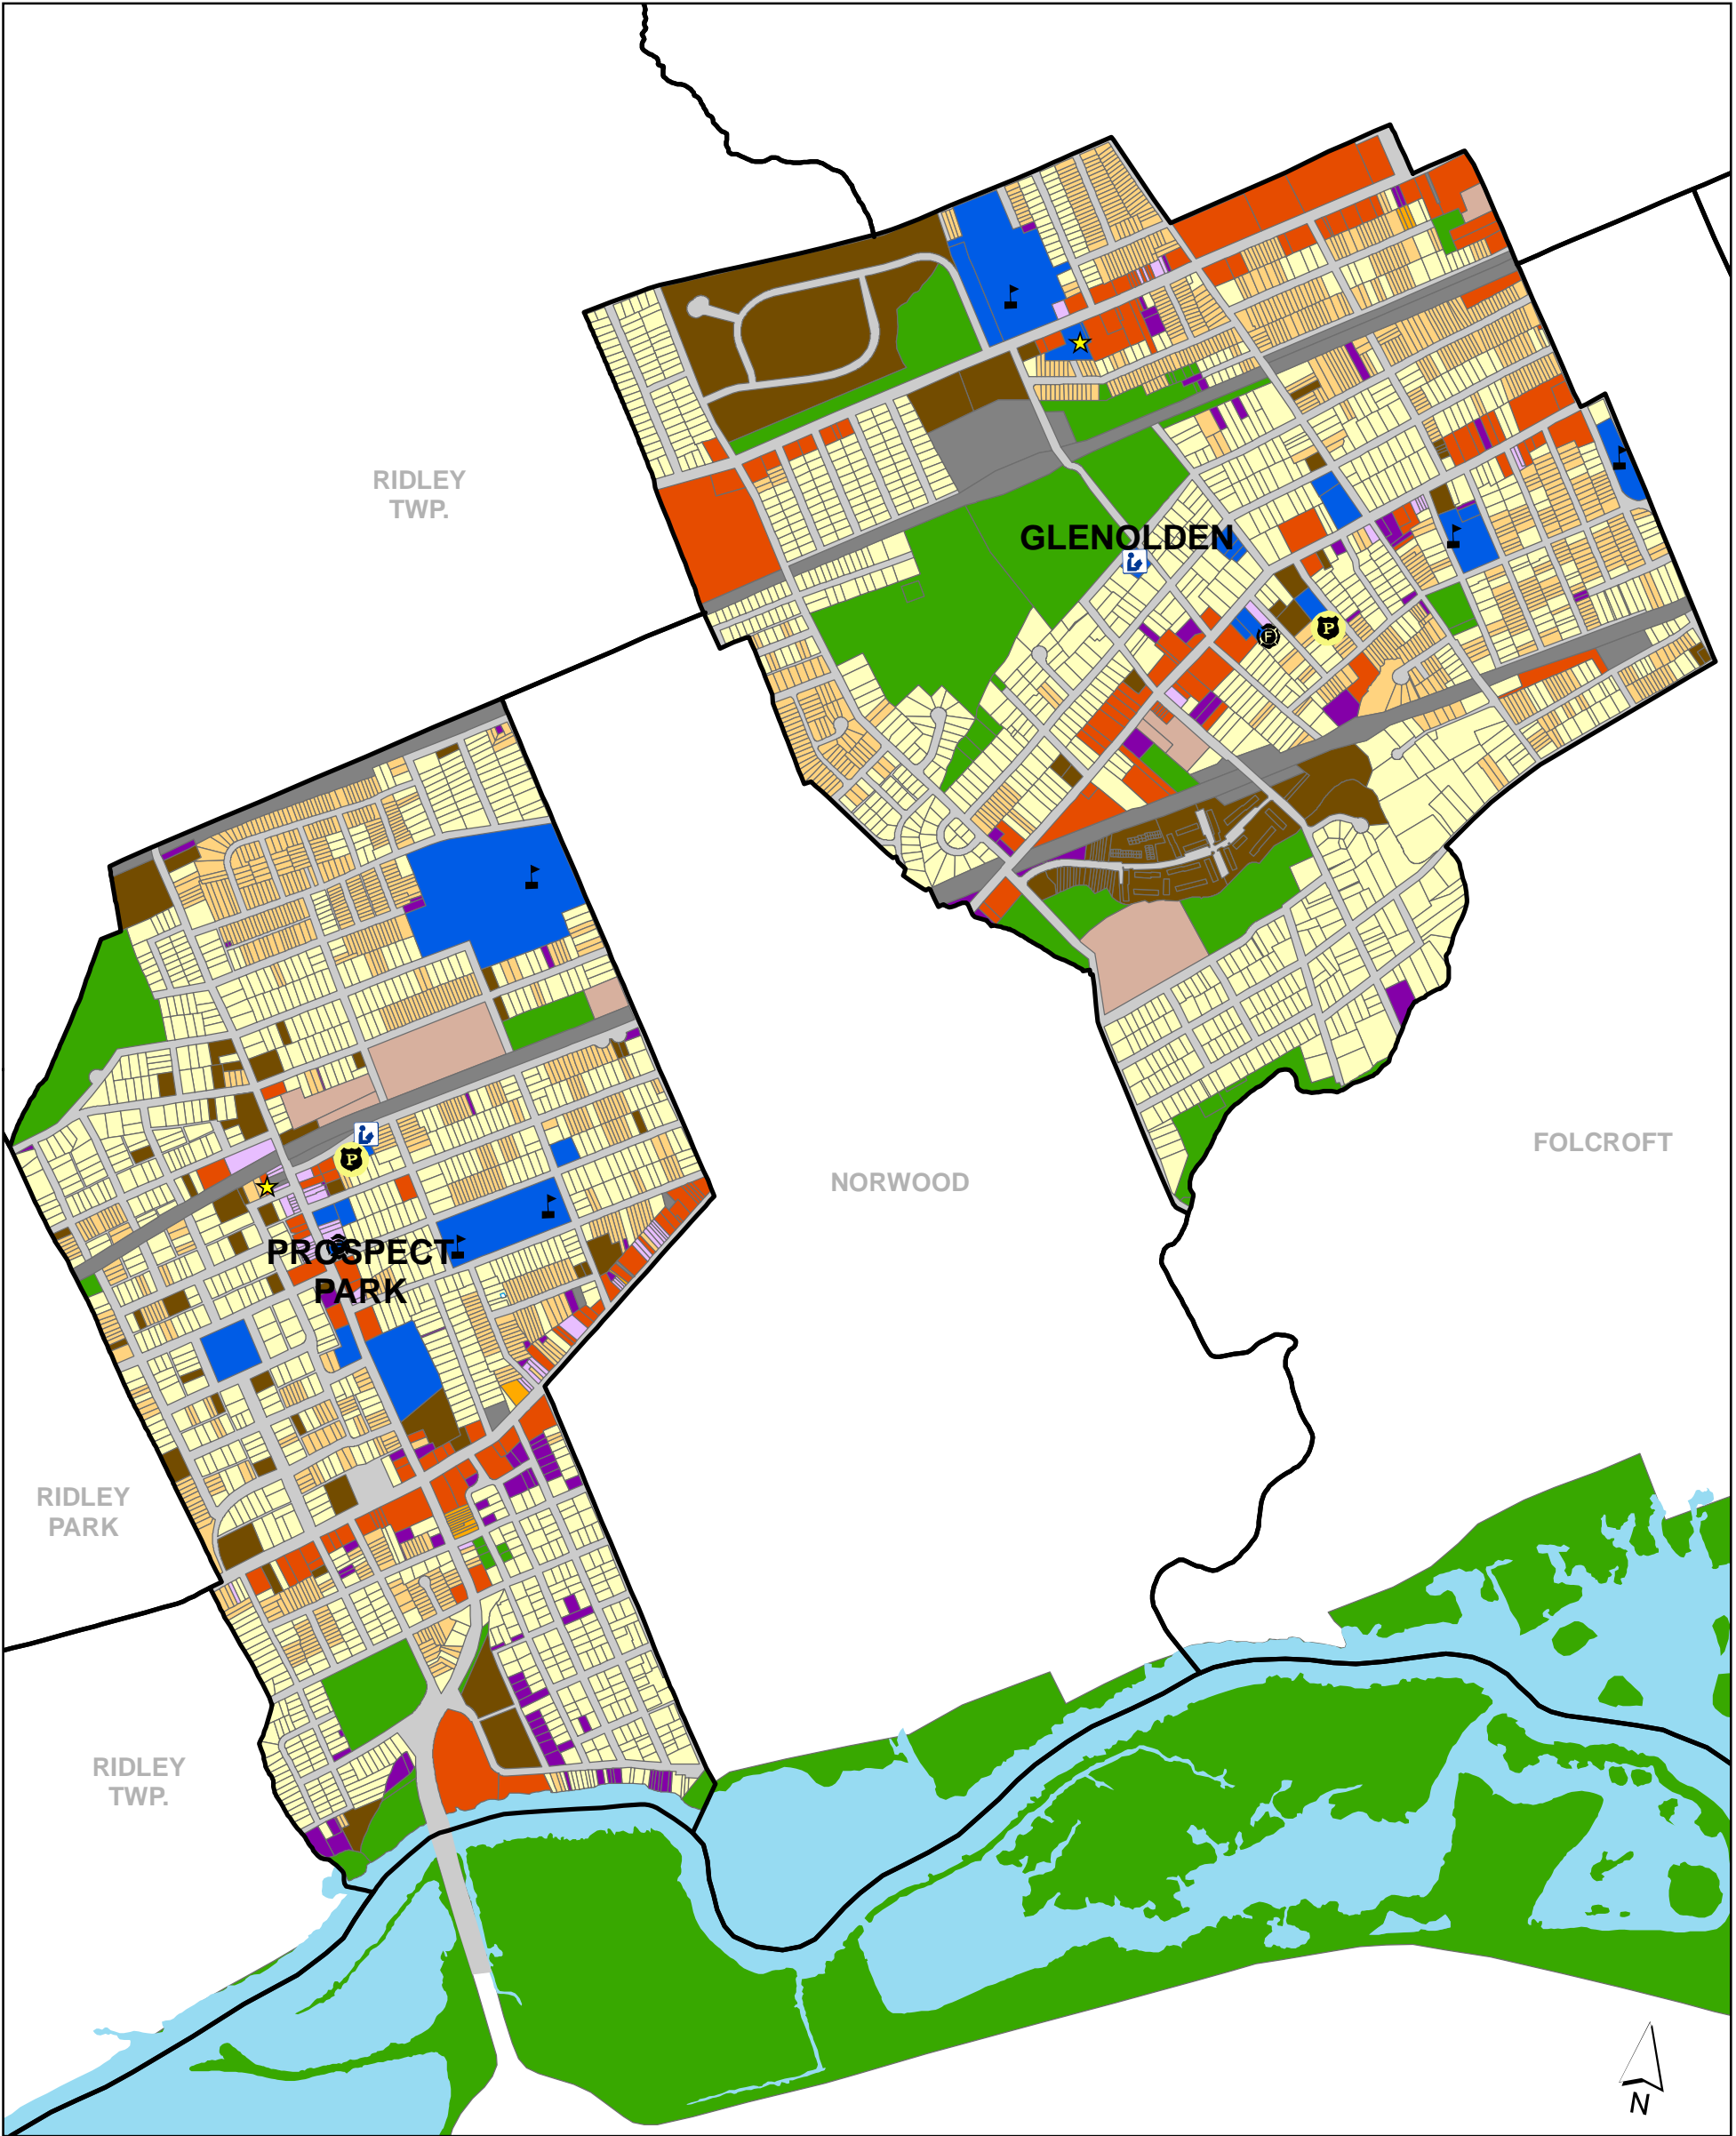 RIDLEY
TWP.
GLENOLDEN
P
F
NORWOOD
FOLCROFT
P
PROSPECT
PARK
RIDLEY
PARK
RIDLEY
TWP.
N